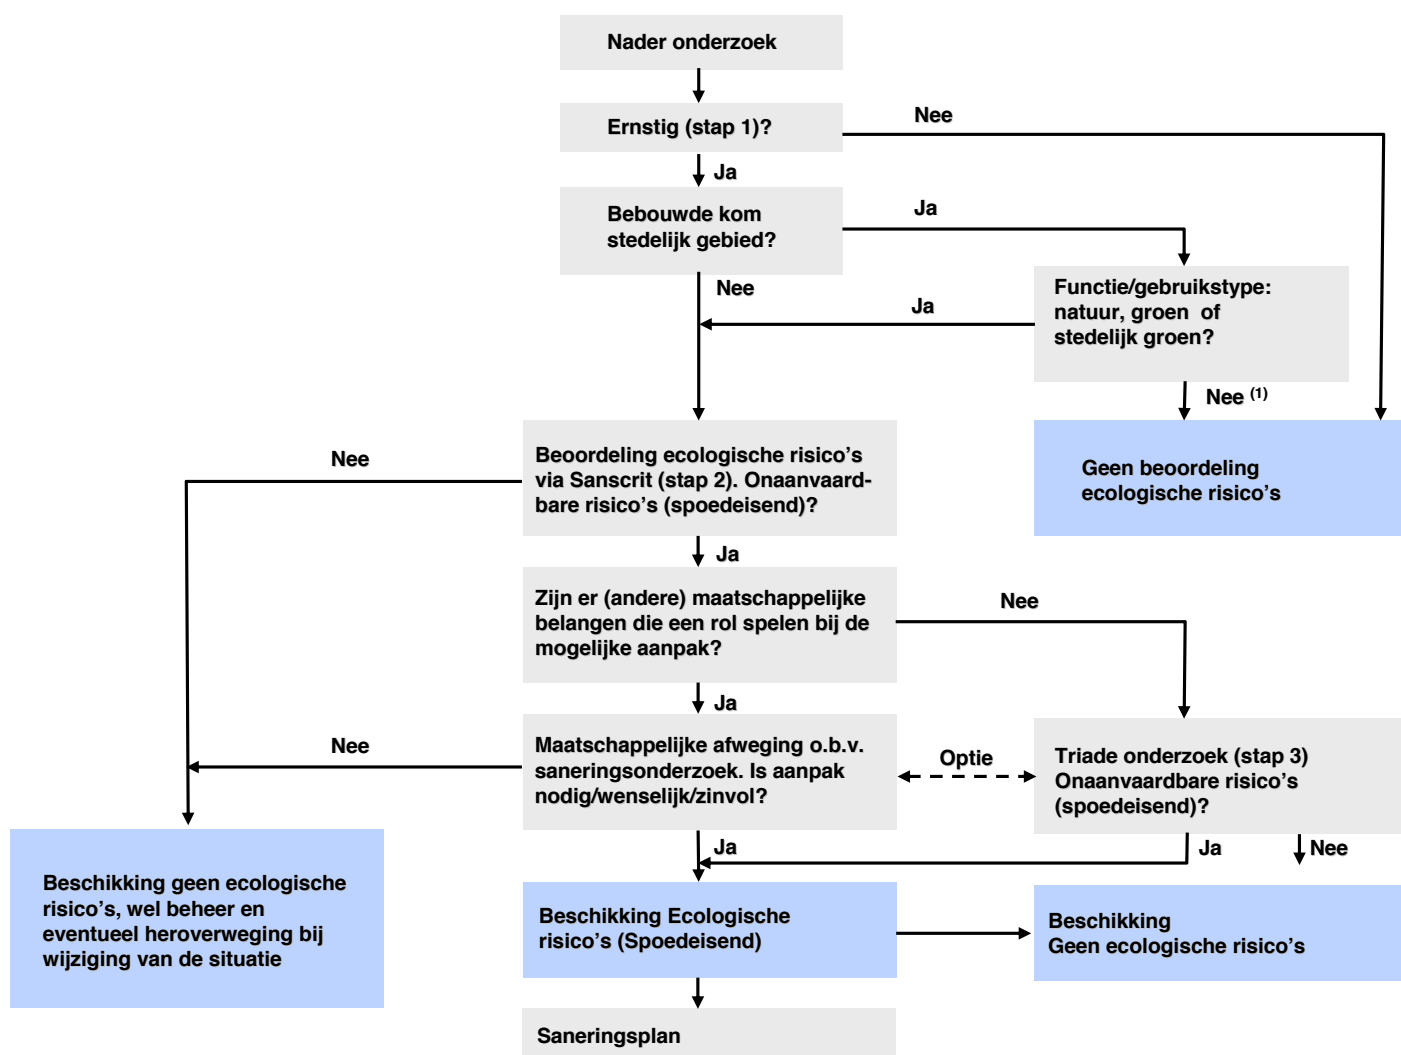 Nader onderzoek
Ernstig (stap 1)?
Nee
Ja
Bebouwde kom
stedelijk gebied?
Ja
Nee
Functie/gebruikstype:
natuur, groen of
stedelijk groen?
Ja
Nee (1)
Geen beoordeling
ecologische risico’s
Beoordeling ecologische risico’s
via Sanscrit (stap 2). Onaanvaard-
bare risico’s (spoedeisend)?
Nee
Ja
Zijn er (andere) maatschappelijke
belangen die een rol spelen bij de
mogelijke aanpak?
Nee
Ja
Maatschappelijke afweging o.b.v.
saneringsonderzoek. Is aanpak
nodig/wenselijk/zinvol?
Nee
Optie
Triade onderzoek (stap 3)
Onaanvaardbare risico’s
(spoedeisend)?
Ja
Ja
Nee
Beschikking geen ecologische
risico’s, wel beheer en
eventueel heroverweging bij
wijziging van de situatie
Beschikking Ecologische
risico’s (Spoedeisend)
Beschikking
Geen ecologische risico’s
Saneringsplan